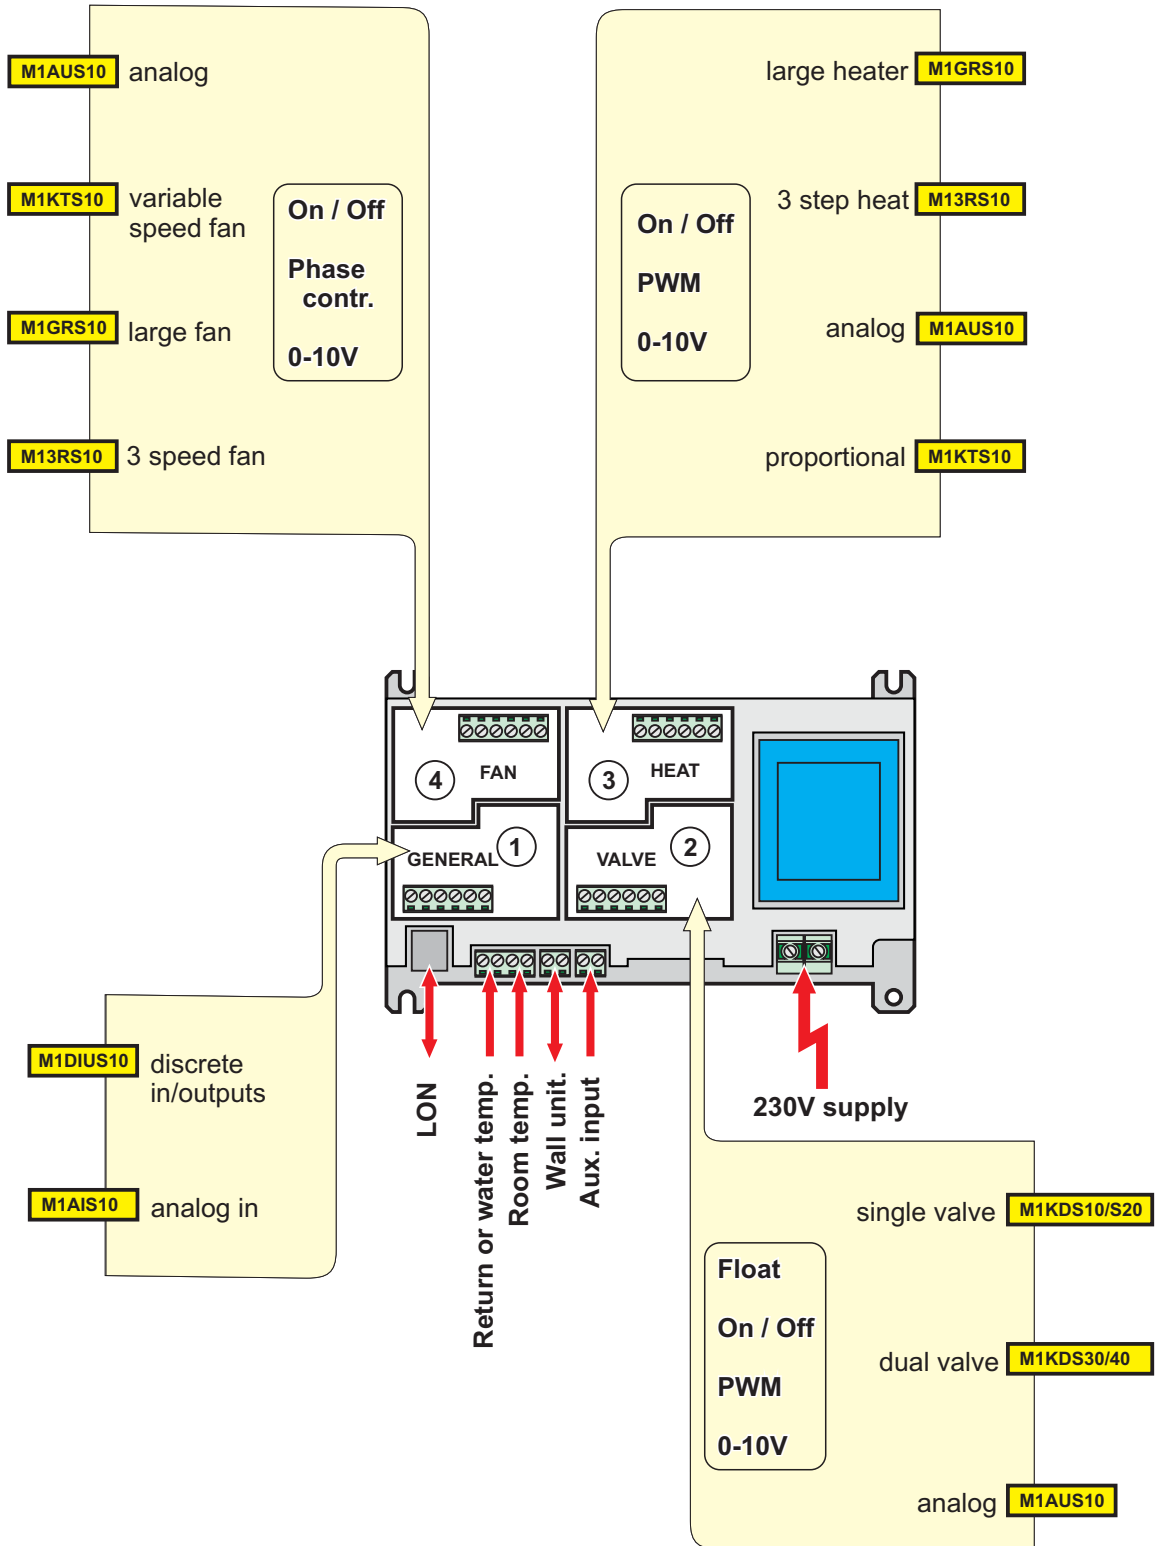 M1AUS10 analog
M1KTS10 variable
speed fan
M1GRS10 large fan
M13RS10 3 speed fan
On / Off
Phase
contr.
0-10V
large heater M1GRS10
3 step heat M13RS10
analog M1AUS10
proportional M1KTS10
On / Off
PWM
0-10V
4 FAN
3 HEAT
GENERAL 1
VALVE 2
M1DIUS10 discrete
in/outputs
M1AIS10 analog in
LON
Return or water temp.
Room temp.
Wall unit.
Aux. input
230V supply
single valve M1KDS10/S20
dual valve M1KDS30/40
analog M1AUS10
Float
On / Off
PWM
0-10V